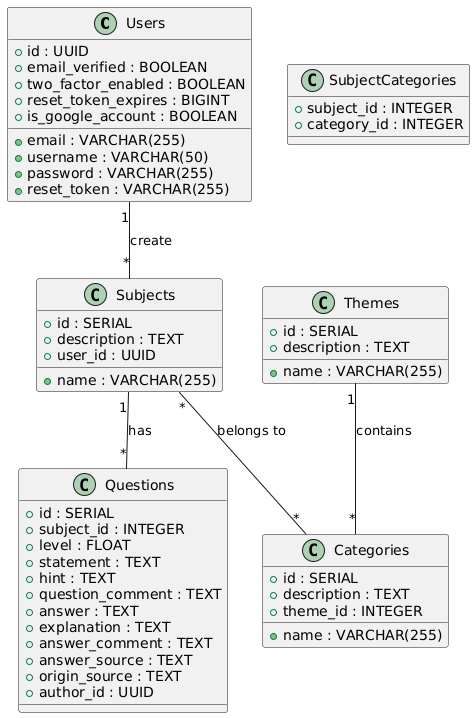 C Users
id : UUID
email_verified : BOOLEAN
two_factor_enabled : BOOLEAN
reset_token_expires : BIGINT
is_google_account : BOOLEAN
email : VARCHAR(255)
username : VARCHAR(50)
password : VARCHAR(255)
reset_token : VARCHAR(255)
C SubjectCategories
subject_id : INTEGER
category_id : INTEGER
1
create
*
C Subjects
id : SERIAL
description : TEXT
user_id : UUID
name : VARCHAR(255)
C Themes
id : SERIAL
description : TEXT
name : VARCHAR(255)
1
has
*
*
belongs to
*
1
contains
*
C Questions
id : SERIAL
subject_id : INTEGER
level : FLOAT
statement : TEXT
hint : TEXT
question_comment : TEXT
answer : TEXT
explanation : TEXT
answer_comment : TEXT
answer_source : TEXT
origin_source : TEXT
author_id : UUID
C Categories
id : SERIAL
description : TEXT
theme_id : INTEGER
name : VARCHAR(255)